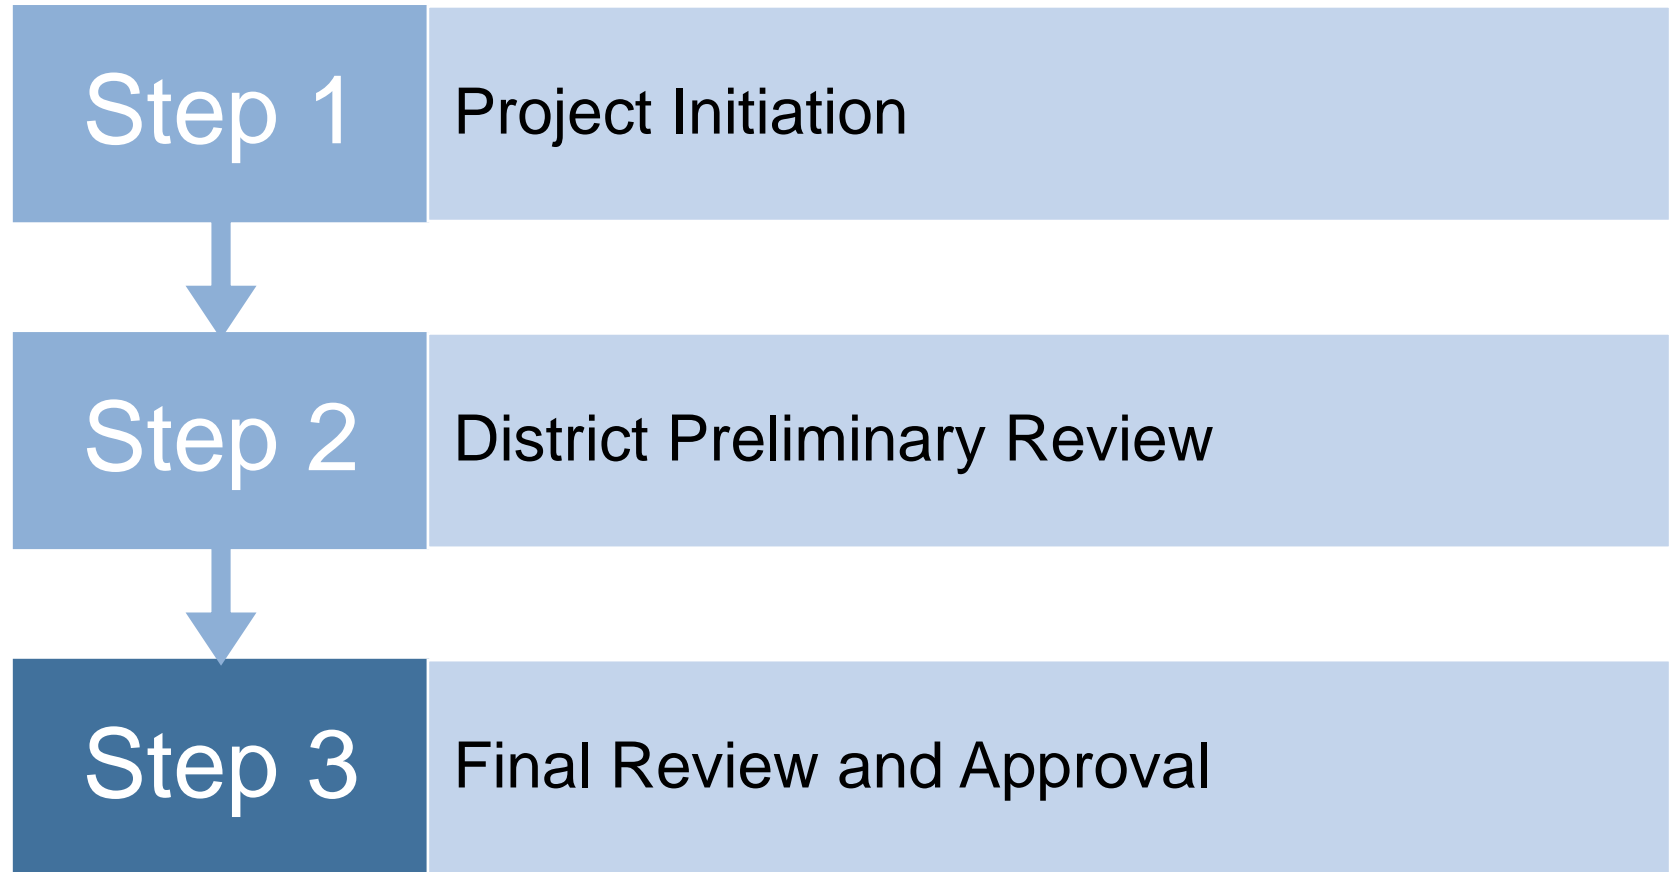 Step 1
Project Initiation
Step 2
District Preliminary Review
Step 3
Final Review and Approval